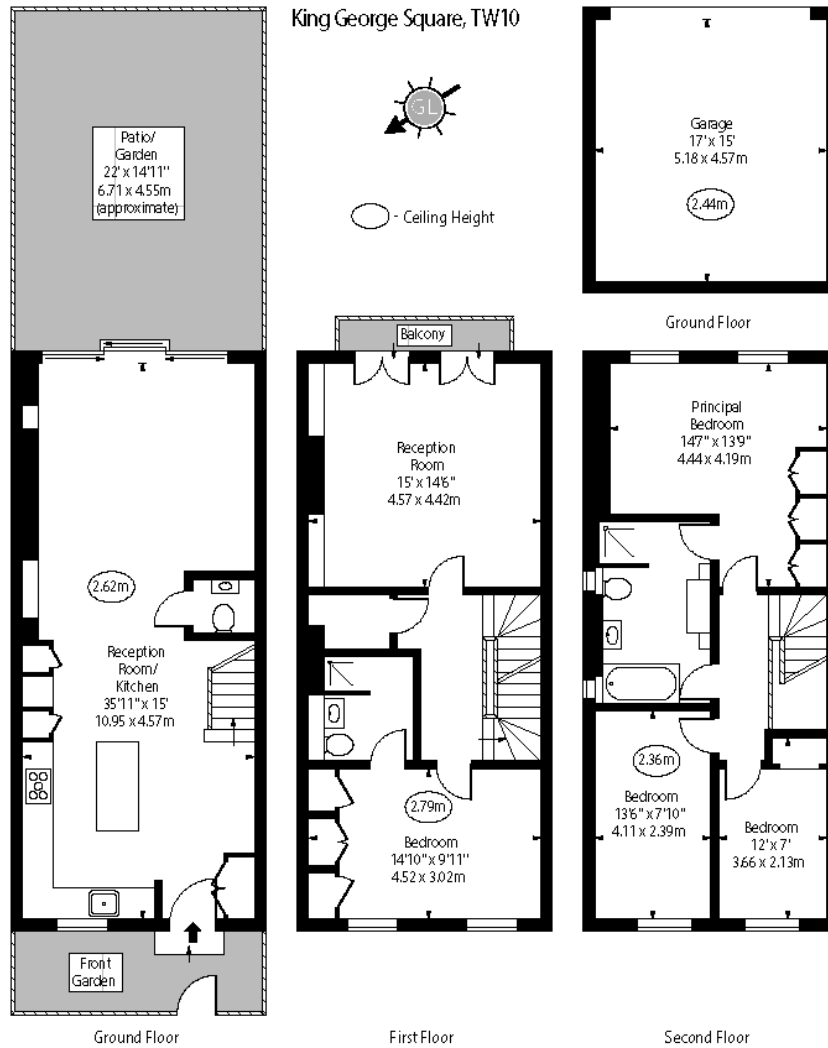 King George Square, TW10
GL
- Ceiling Height
Patio/
Garden
22' x 14'11"
6.71 x 4.55m
(approximate)
Garage
17' x 15'
5.18 x 4.57m
2.44m
Ground Floor
2.62m
Reception
Room/
Kitchen
35'11" x 15'
10.95 x 4.57m
Front
Garden
Ground Floor
Balcony
Reception
Room
15' x 14'6"
4.57 x 4.42m
2.79m
Bedroom
14'10" x 9'11"
4.52 x 3.02m
First Floor
Principal
Bedroom
14'7" x 13'9"
4.44 x 4.19m
2.36m
Bedroom
13'6" x 7'10"
4.11 x 2.39m
Bedroom
12' x 7'
3.66 x 2.13m
Second Floor